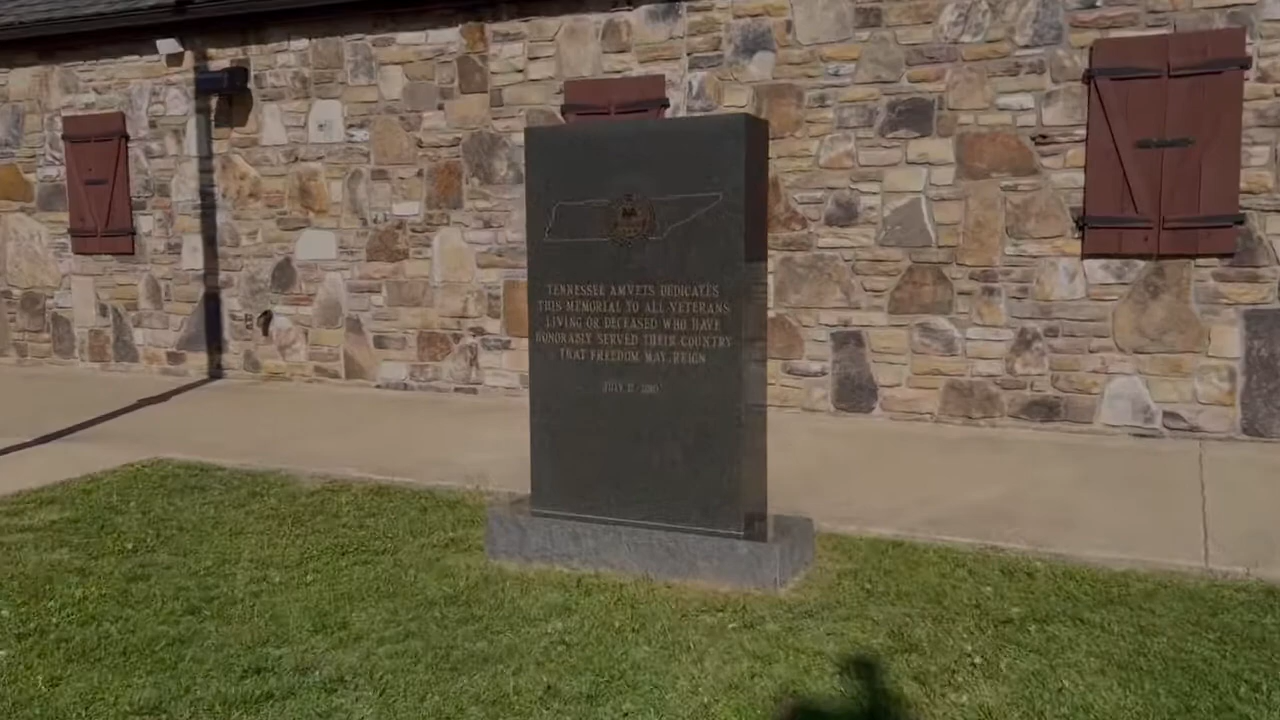 TENNESSEE AMVETS DEDICATES
THIS MEMORIAL TO ALL VETERANS
LIVING OR DECEASED WHO HAVE
HONORABLY SERVED THEIR COUNTRY
THAT FREEDOM MAY REIGN
JULY